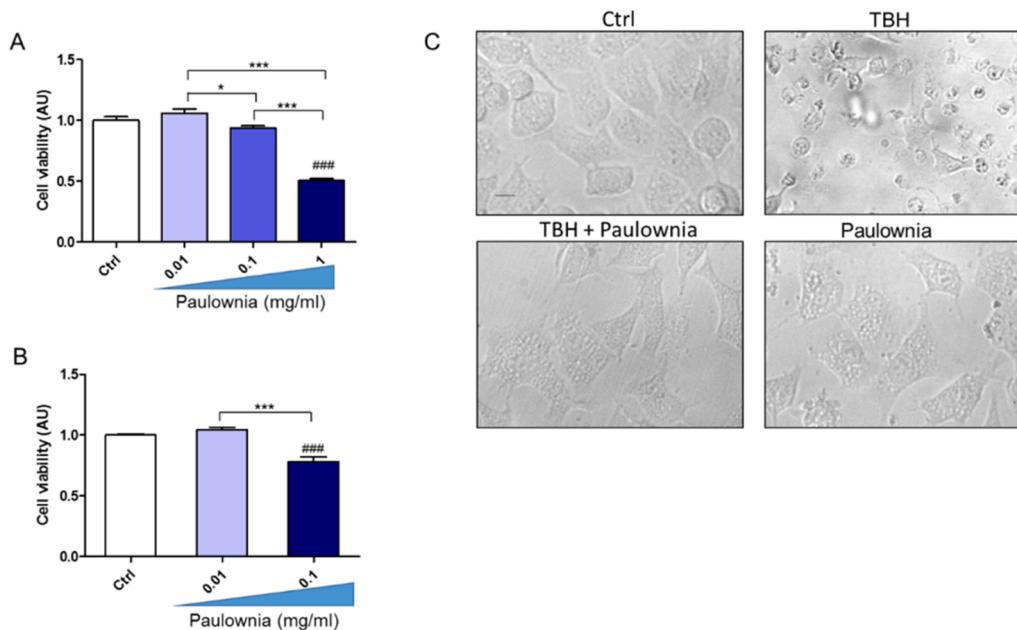 A
Cell viability (AU)
1.5
1.0
0.5
0.0
***
*
***
###
Ctrl
0.01
0.1
1
Paulownia (mg/ml)
B
Cell viability (AU)
1.5
1.0
0.5
0.0
***
###
Ctrl
0.01
0.1
Paulownia (mg/ml)
C
Ctrl
TBH
TBH + Paulownia
Paulownia